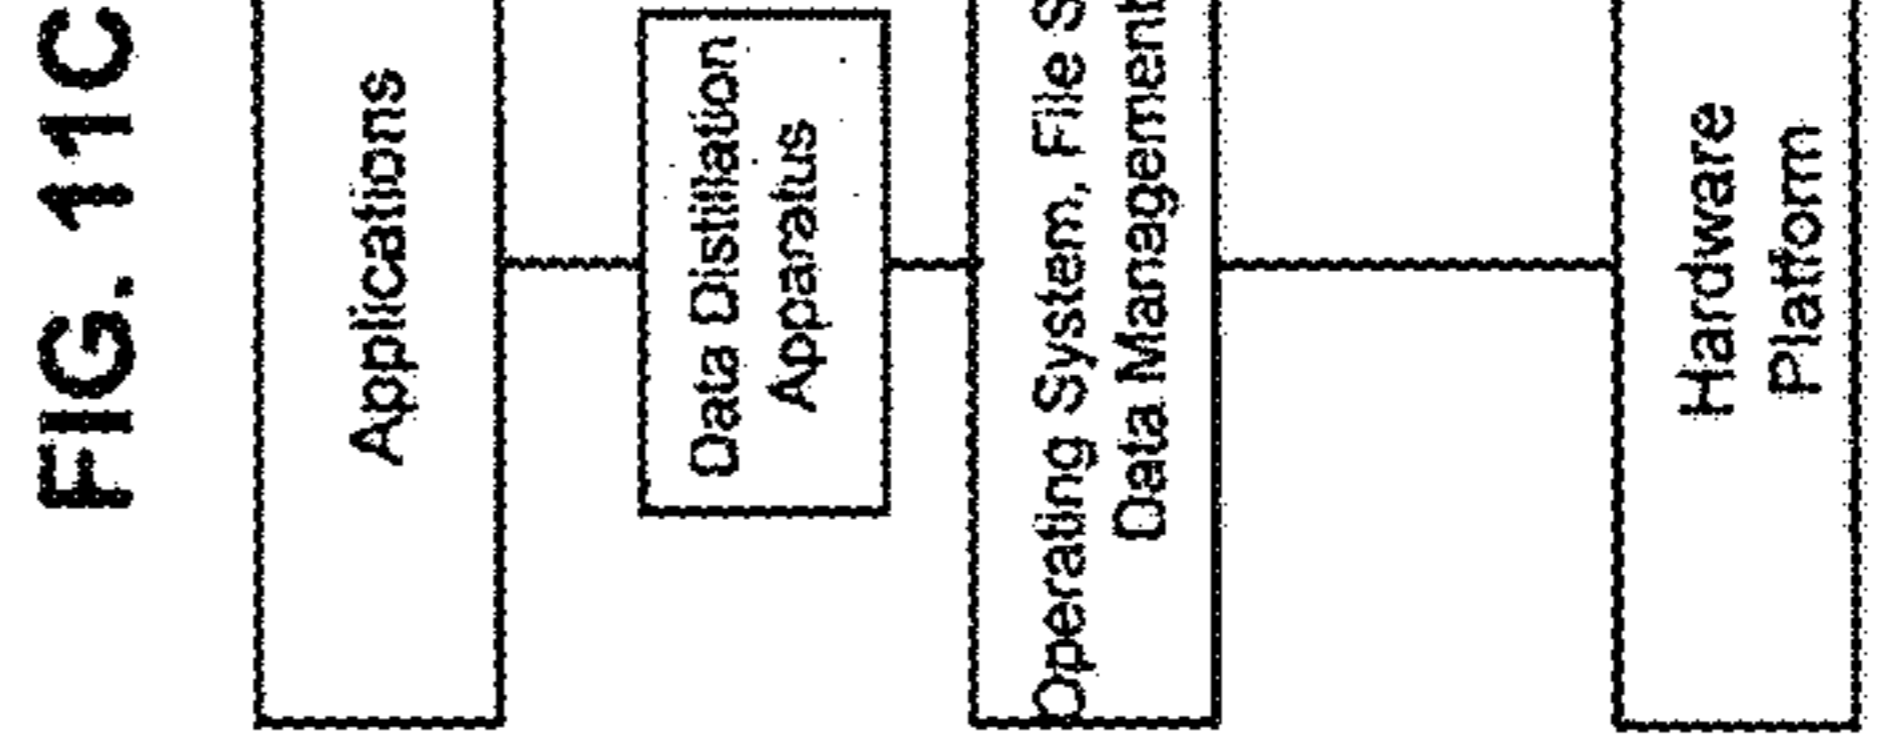 FIG. 11C
Applications
Data Distillation
Apparatus
Operating System, File S
Data Management
Hardware
Platform